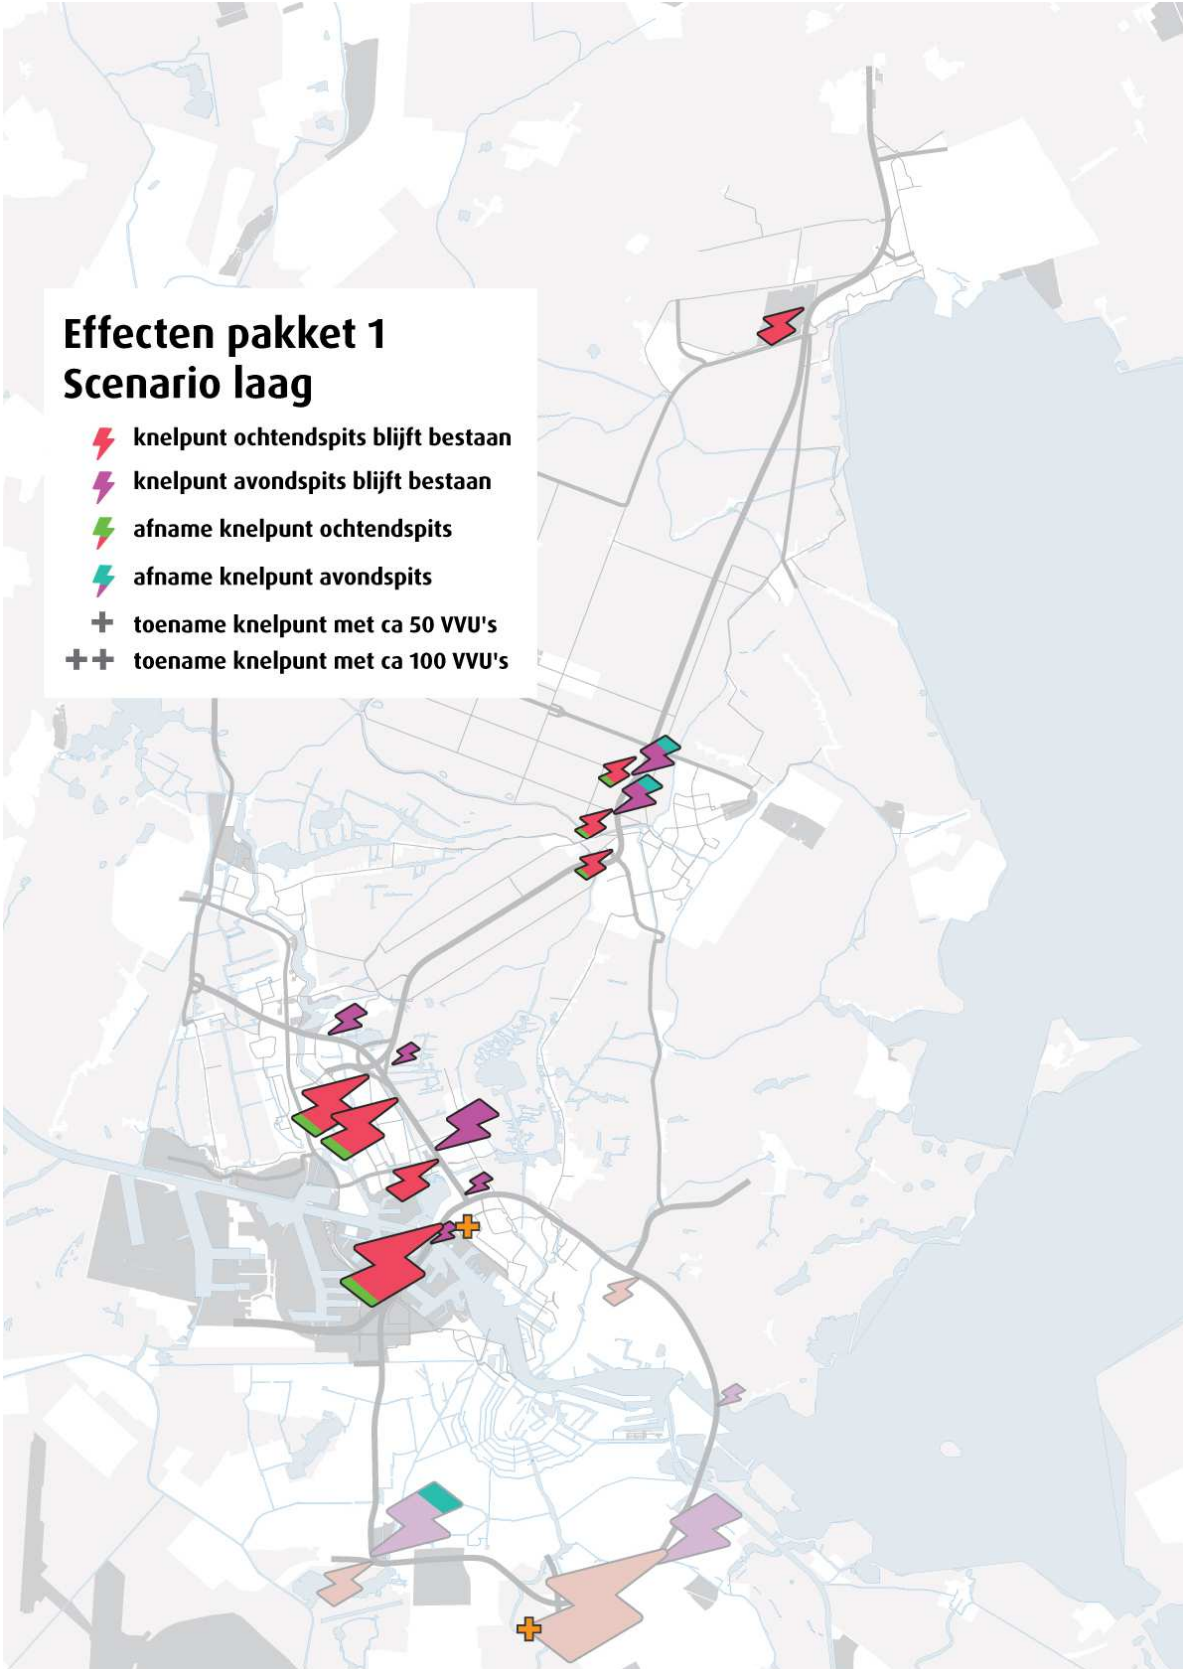 Effecten pakket 1
Scenario laag
knelpunt ochtendspits blijft bestaan
knelpunt avondspits blijft bestaan
afname knelpunt ochtendspits
afname knelpunt avondspits
toename knelpunt met ca 50 VVU's
toename knelpunt met ca 100 VVU's